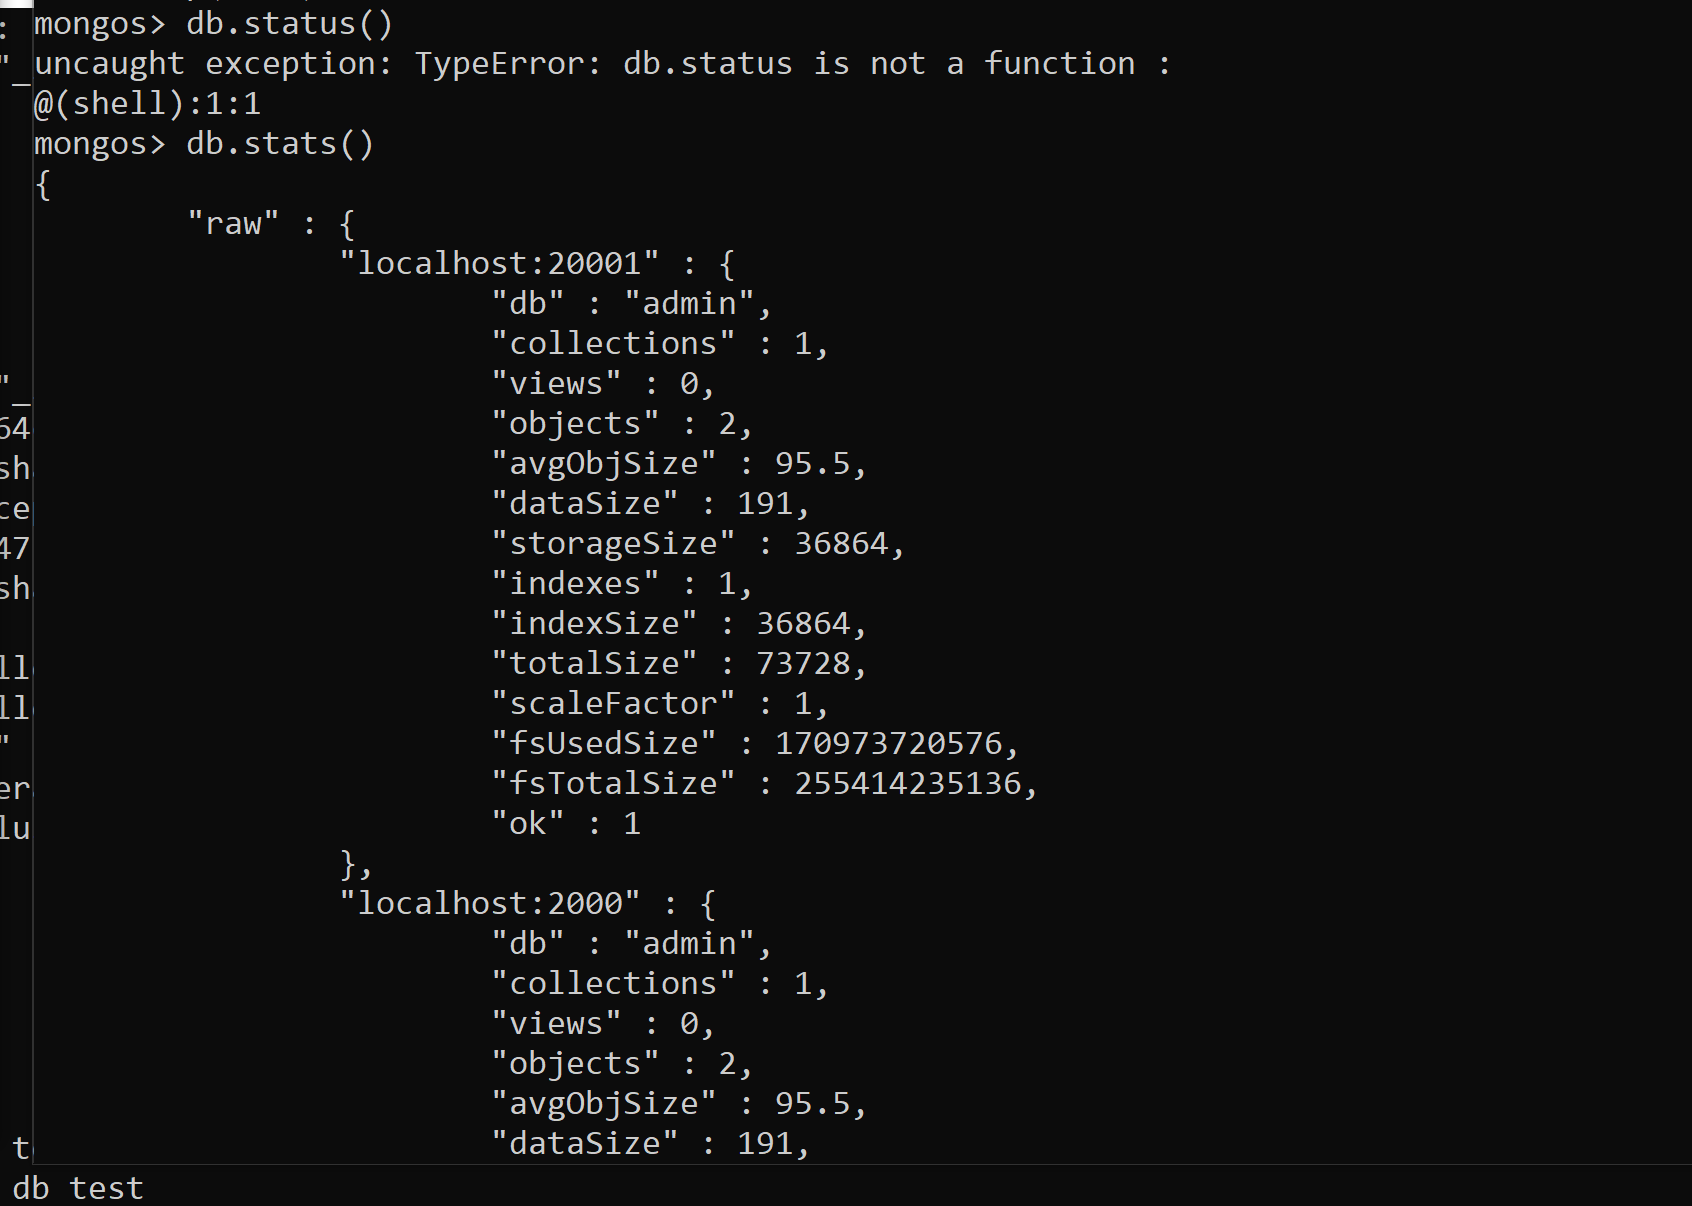 mongos> db.status()
uncaught exception: TypeError: db.status is not a function :
@(shell):1:1
mongos> db.stats()
{
"raw" : {
"localhost:20001" : {
"db" : "admin",
"collections" : 1,
"views" : 0,
"objects" : 2,
"avgObjSize" : 95.5,
"dataSize" : 191,
"storageSize" : 36864,
"indexes" : 1,
"indexSize" : 36864,
"totalSize" : 73728,
"scaleFactor" : 1,
"fsUsedSize" : 170973720576,
"fsTotalSize" : 255414235136,
"ok" : 1
},
"localhost:2000" : {
"db" : "admin",
"collections" : 1,
"views" : 0,
"objects" : 2,
"avgObjSize" : 95.5,
"dataSize" : 191,
db test